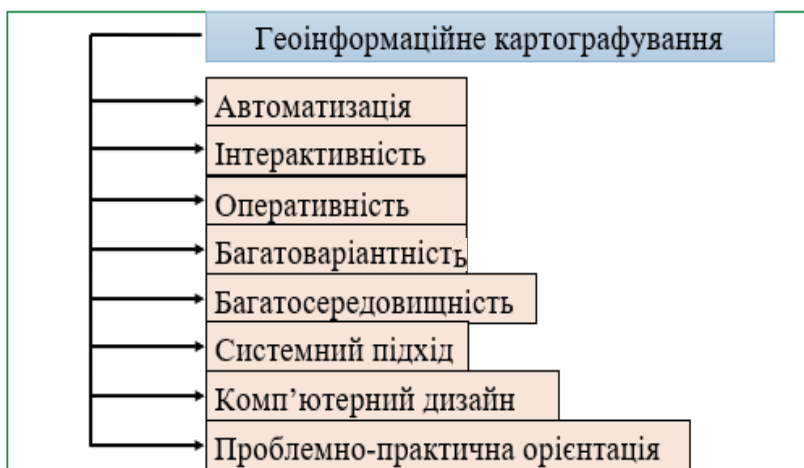 Геоінформаційне картографування
Автоматизація
Інтерактивність
Оперативність
Багатоваріантність
Багатосередовищність
Системний підхід
Комп’ютерний дизайн
Проблемно-практична орієнтація